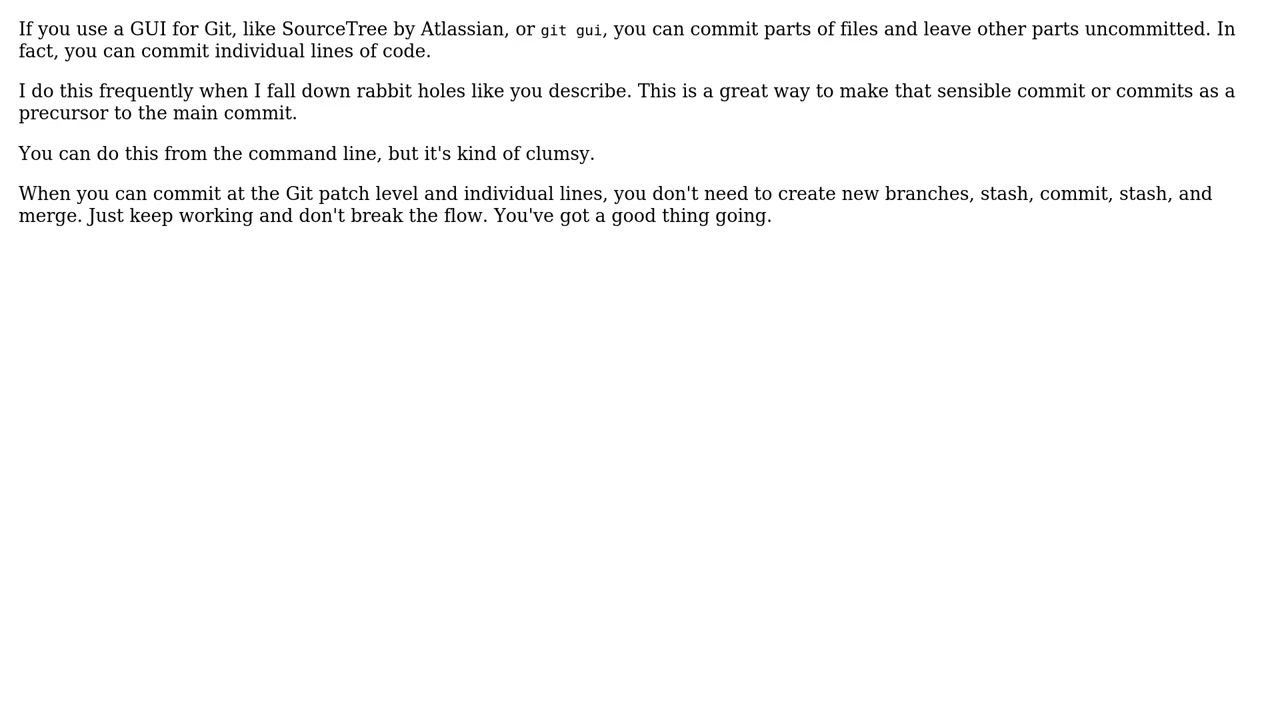 If you use a GUI for Git, like SourceTree by Atlassian, or git gui, you can commit parts of files and leave other parts uncommitted. In
fact, you can commit individual lines of code.
I do this frequently when I fall down rabbit holes like you describe. This is a great way to make that sensible commit or commits as a
precursor to the main commit.
You can do this from the command line, but it's kind of clumsy.
When you can commit at the Git patch level and individual lines, you don't need to create new branches, stash, commit, stash, and
merge. Just keep working and don't break the flow. You've got a good thing going.